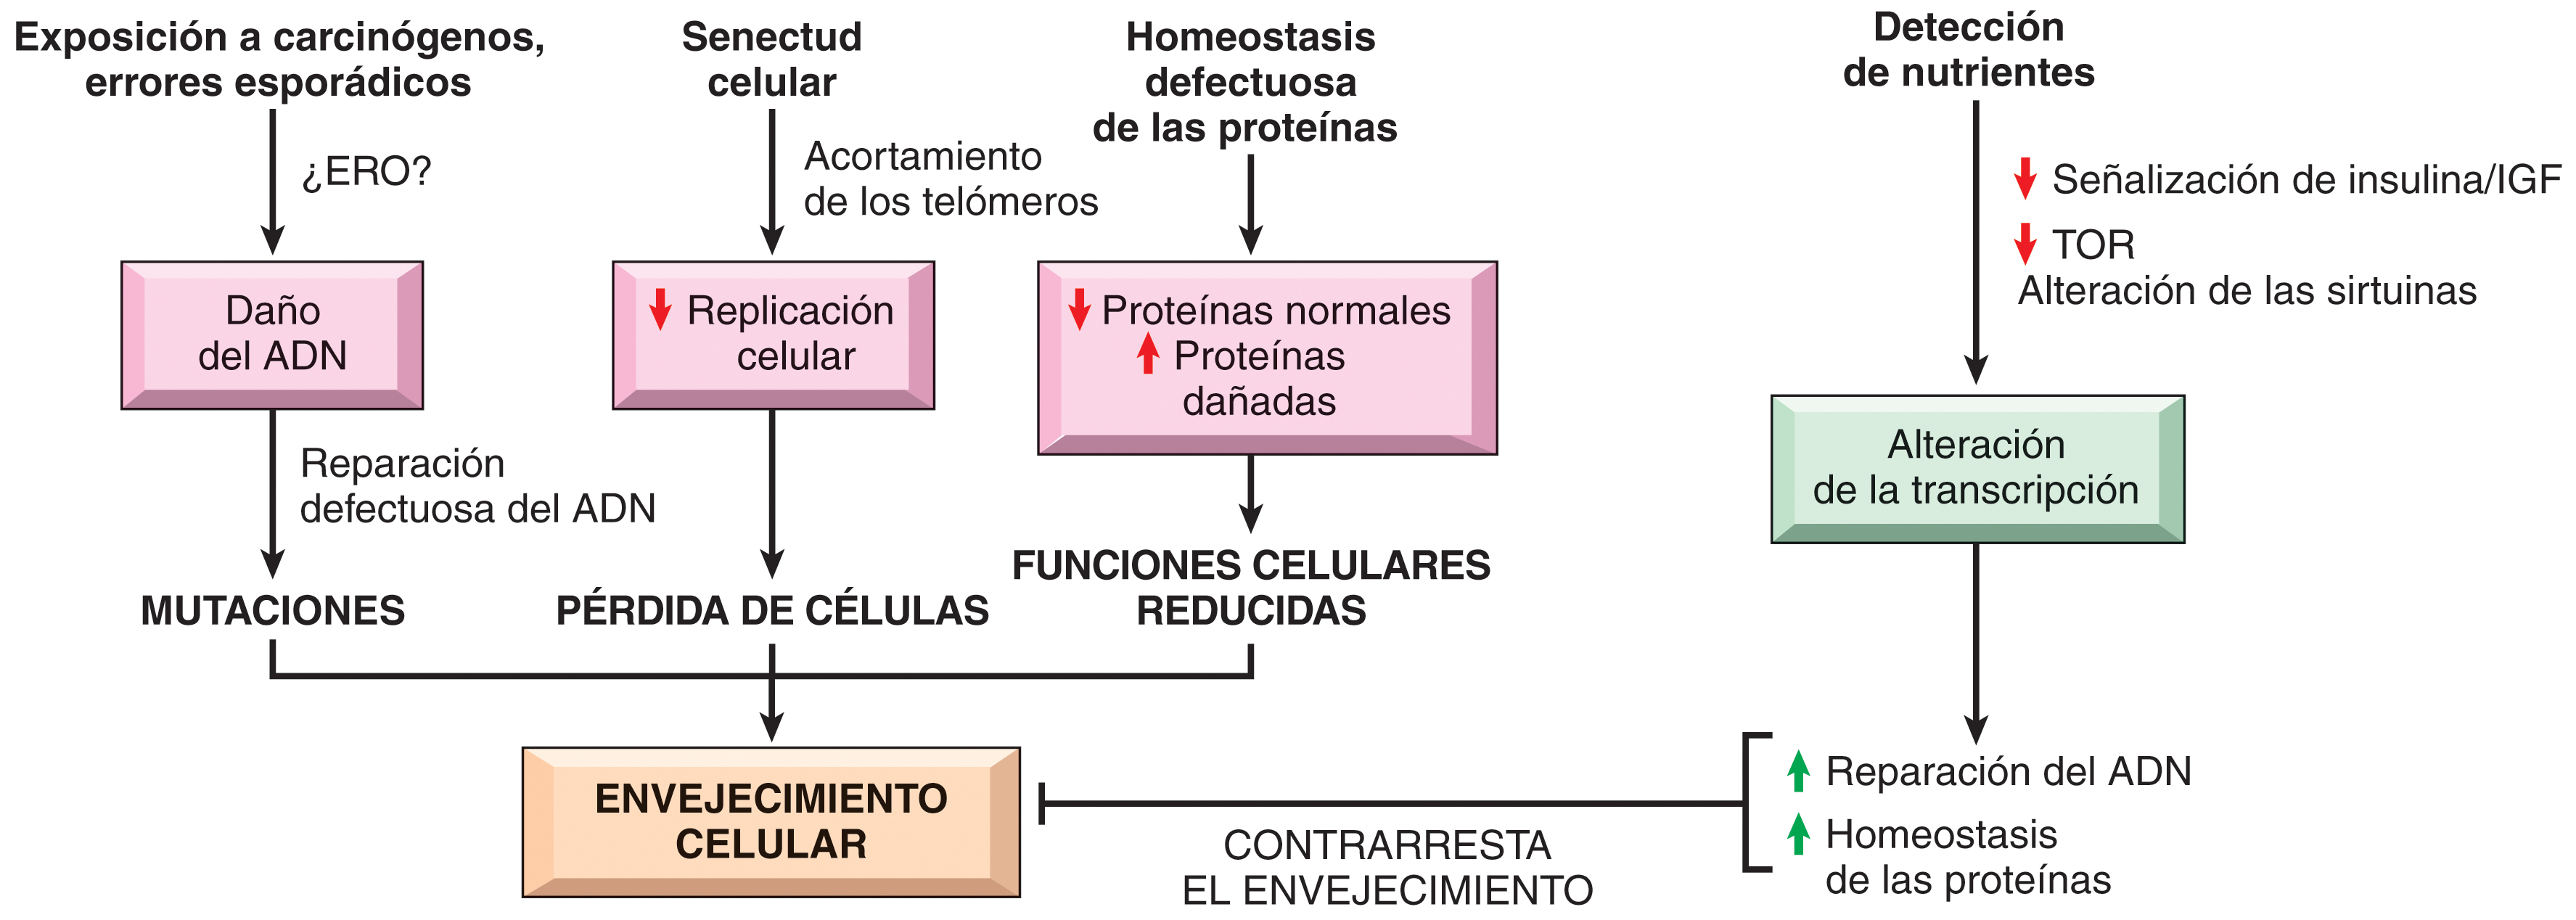 Exposición a carcinógenos,
errores esporádicos
¿ERO?
Daño
del ADN
Reparación
defectuosa del ADN
MUTACIONES
Senectud
celular
Acortamiento
de los telómeros
Replicación
celular
PÉRDIDA DE CÉLULAS
Homeostasis
defectuosa
de las proteínas
Proteínas normales
Proteínas
dañadas
FUNCIONES CELULARES
REDUCIDAS
ENVEJECIMIENTO
CELULAR
Detección
de nutrientes
Señalización de insulina/IGF
TOR
Alteración de las sirtuinas
Alteración
de la transcripción
Reparación del ADN
Homeostasis
de las proteínas
CONTRARRESTA
EL ENVEJECIMIENTO